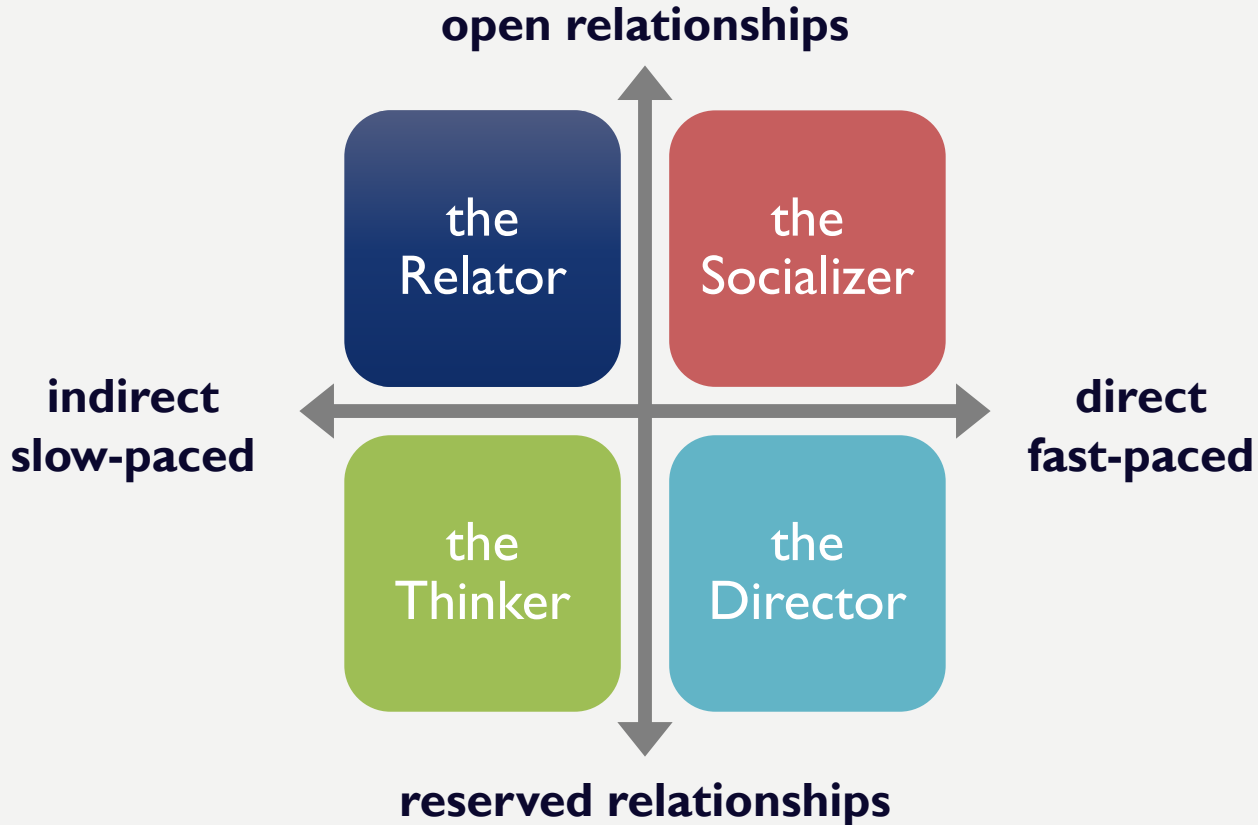 open relationships
the
Relator
the
Socializer
indirect
slow-paced
direct
fast-paced
the
Thinker
the
Director
reserved relationships